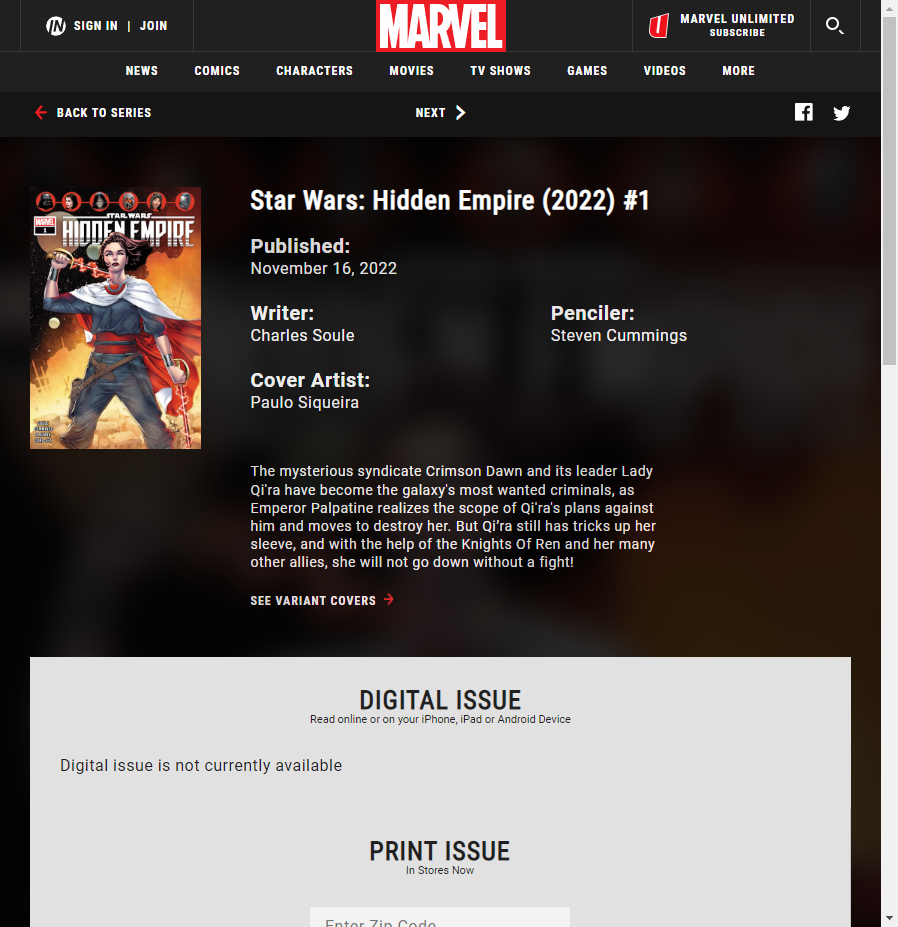 SIGN IN | JOIN
MARVEL
MARVEL UNLIMITED
SUBSCRIBE
NEWS COMICS CHARACTERS MOVIES TV SHOWS GAMES VIDEOS MORE
BACK TO SERIES
NEXT
STAR WARS
MARVEL
1
HIDDEN EMPIRE
Star Wars: Hidden Empire (2022) #1
Published:
November 16, 2022
Writer:
Charles Soule
Penciler:
Steven Cummings
Cover Artist:
Paulo Siqueira
The mysterious syndicate Crimson Dawn and its leader Lady
Qi'ra have become the galaxy's most wanted criminals, as
Emperor Palpatine realizes the scope of Qi'ra's plans against
him and moves to destroy her. But Qi’ra still has tricks up her
sleeve, and with the help of the Knights Of Ren and her many
other allies, she will not go down without a fight!
SEE VARIANT COVERS
DIGITAL ISSUE
Read online or on your iPhone, iPad or Android Device
Digital issue is not currently available
PRINT ISSUE
In Stores Now
Enter Zip Code